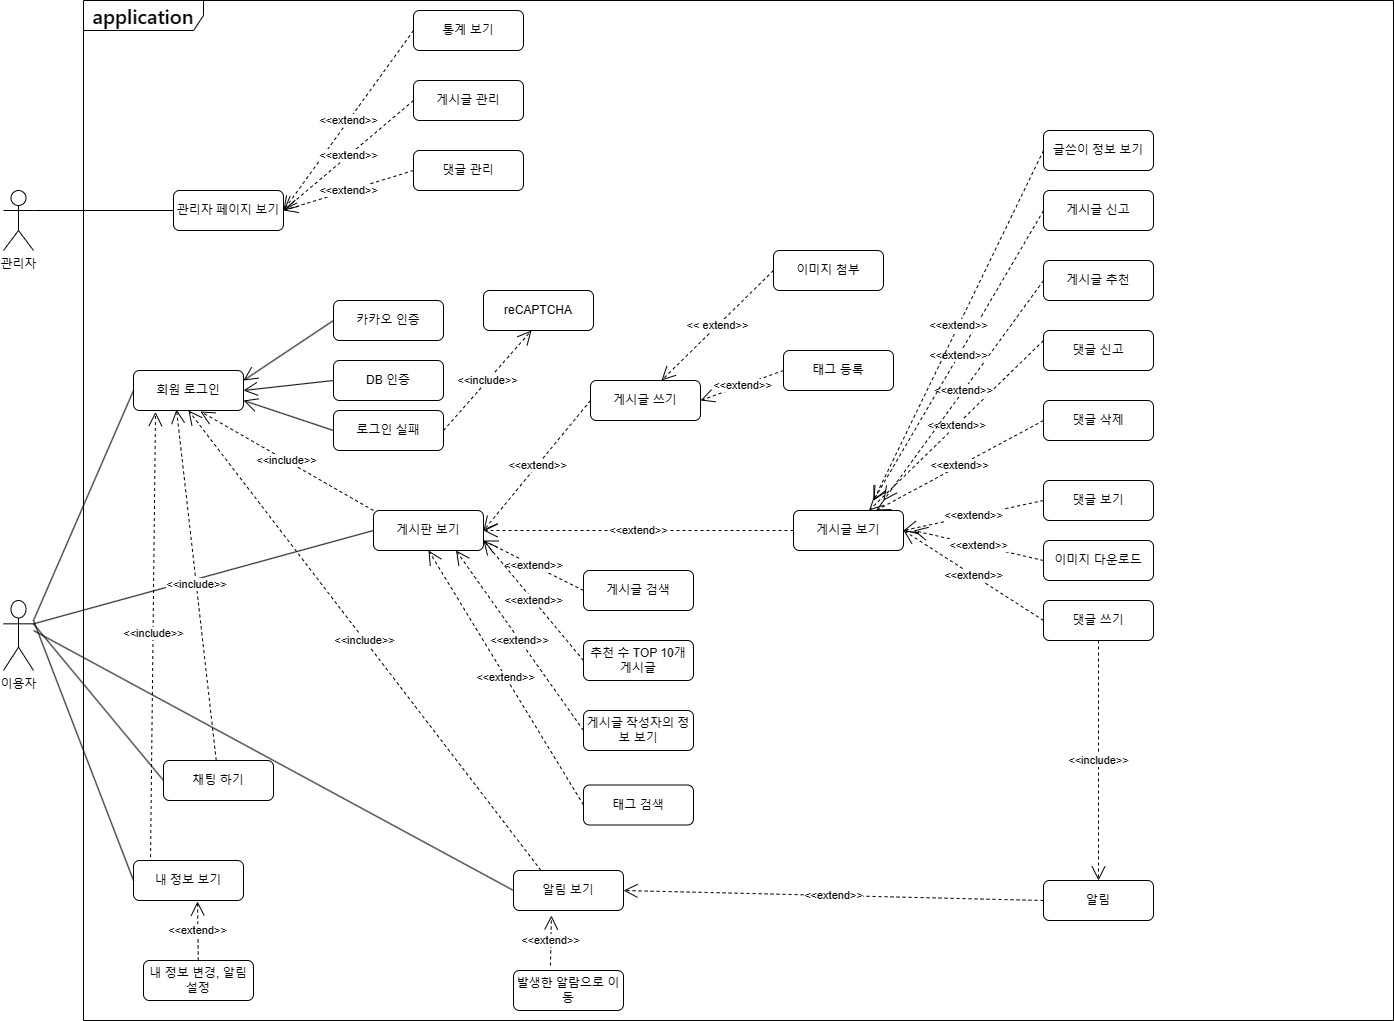 application
통계 보기
게시글 관리
<<extend>>
댓글 관리
<<extend>>
<<extend>>
관리자 페이지 보기
관리자
글쓴이 정보 보기
게시글 신고
게시글 추천
댓글 신고
댓글 삭제
<<extend>>
<<extend>>
<<extend>>
<<extend>>
<<extend>>
이미지 첨부
<< extend>>
태그 등록
<<extend>>
게시글 쓰기
reCAPTCHA
카카오 인증
DB 인증
로그인 실패
<<include>>
회원 로그인
<<include>>
<<extend>>
게시판 보기
<<extend>>
게시글 보기
댓글 보기
<<extend>>
이미지 다운로드
<<extend>>
댓글 쓰기
<<extend>>
<<extend>>
게시글 검색
<<extend>>
추천 수 TOP 10개
게시글
<<extend>>
게시글 작성자의 정
보 보기
<<extend>>
태그 검색
<<include>>
<<include>>
<<include>>
이용자
채팅 하기
<<include>>
내 정보 보기
<<extend>>
내 정보 변경, 알림
설정
알림 보기
<<extend>>
알림
<<extend>>
발생한 알람으로 이
동